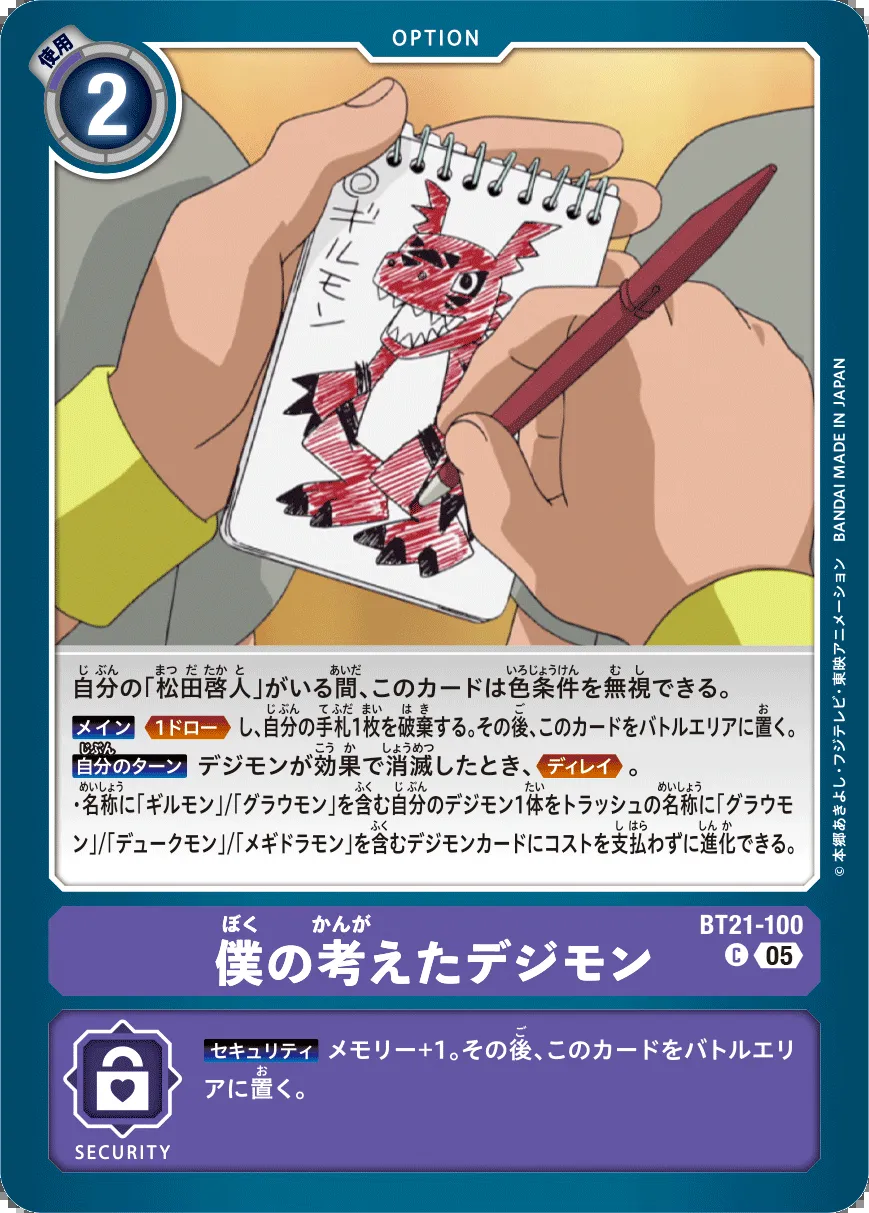 OPTION
使用
2
◎ギルモン
自分の「松田啓人」がいる間、このカードは色条件を無視できる。
メイン 1ドロー し、自分の手札1枚を破棄する。その後、このカードをバトルエリアに置く。
自分のターン デジモンが効果で消滅したとき、ディレイ 。
・名称に「ギルモン」/「グラウモン」を含む自分のデジモン1体をトラッシュの名称に「グラウモ
ン」/「デュークモン」/「メギドラモン」を含むデジモンカードにコストを支払わずに進化できる。
©本郷あきよし・フジテレビ・東映アニメーション BANDAI MADE IN JAPAN
BT21-100
僕の考えたデジモン
C 05
セキュリティ メモリー+1。その後、このカードをバトルエリ
アに置く。
SECURITY